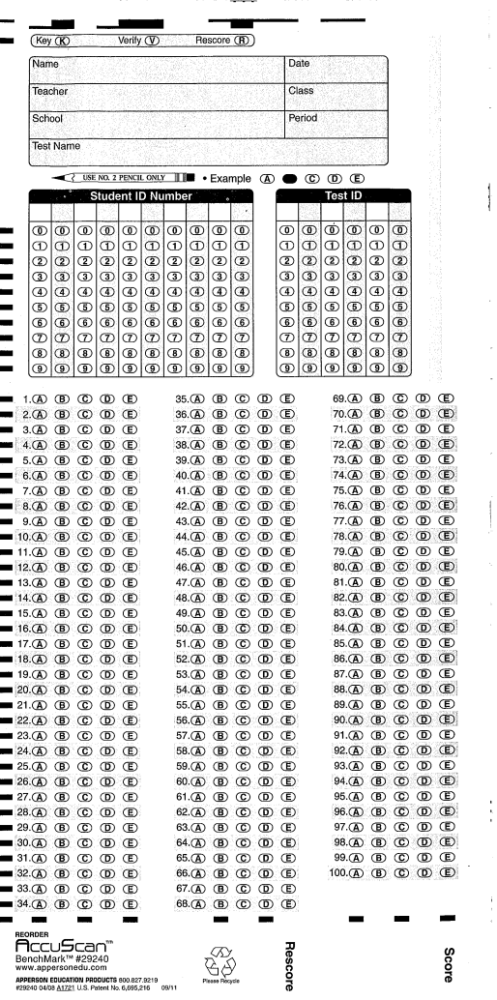 Key K Verify V Rescore R
Name Date
Teacher Class
School Period
Test Name
USE NO. 2 PENCIL ONLY • Example A C D E
Student ID Number Test ID
0 0 0 0 0 0 0 0 0 0 0 0 0 0 0 0
1 1 1 1 1 1 1 1 1 1 1 1 1 1 1 1
2 2 2 2 2 2 2 2 2 2 2 2 2 2 2 2
3 3 3 3 3 3 3 3 3 3 3 3 3 3 3 3
4 4 4 4 4 4 4 4 4 4 4 4 4 4 4 4
5 5 5 5 5 5 5 5 5 5 5 5 5 5 5 5
6 6 6 6 6 6 6 6 6 6 6 6 6 6 6 6
7 7 7 7 7 7 7 7 7 7 7 7 7 7 7 7
8 8 8 8 8 8 8 8 8 8 8 8 8 8 8 8
9 9 9 9 9 9 9 9 9 9 9 9 9 9 9 9
1. A B C D E 35. A B C D E 69. A B C D E
2. A B C D E 36. A B C D E 70. A B C D E
3. A B C D E 37. A B C D E 71. A B C D E
4. A B C D E 38. A B C D E 72. A B C D E
5. A B C D E 39. A B C D E 73. A B C D E
6. A B C D E 40. A B C D E 74. A B C D E
7. A B C D E 41. A B C D E 75. A B C D E
8. A B C D E 42. A B C D E 76. A B C D E
9. A B C D E 43. A B C D E 77. A B C D E
10. A B C D E 44. A B C D E 78. A B C D E
11. A B C D E 45. A B C D E 79. A B C D E
12. A B C D E 46. A B C D E 80. A B C D E
13. A B C D E 47. A B C D E 81. A B C D E
14. A B C D E 48. A B C D E 82. A B C D E
15. A B C D E 49. A B C D E 83. A B C D E
16. A B C D E 50. A B C D E 84. A B C D E
17. A B C D E 51. A B C D E 85. A B C D E
18. A B C D E 52. A B C D E 86. A B C D E
19. A B C D E 53. A B C D E 87. A B C D E
20. A B C D E 54. A B C D E 88. A B C D E
21. A B C D E 55. A B C D E 89. A B C D E
22. A B C D E 56. A B C D E 90. A B C D E
23. A B C D E 57. A B C D E 91. A B C D E
24. A B C D E 58. A B C D E 92. A B C D E
25. A B C D E 59. A B C D E 93. A B C D E
26. A B C D E 60. A B C D E 94. A B C D E
27. A B C D E 61. A B C D E 95. A B C D E
28. A B C D E 62. A B C D E 96. A B C D E
29. A B C D E 63. A B C D E 97. A B C D E
30. A B C D E 64. A B C D E 98. A B C D E
31. A B C D E 65. A B C D E 99. A B C D E
32. A B C D E 66. A B C D E 100. A B C D E
33. A B C D E 67. A B C D E
34. A B C D E 68. A B C D E
REORDER
AccuScan™
BenchMark™ #29240
www.appersonedu.com
APPERSON EDUCATION PRODUCTS 800.827.9219
#29240 04/08 A1721 U.S. Patent No. 6,695,216 09/11
Please Recycle
Rescore
Score